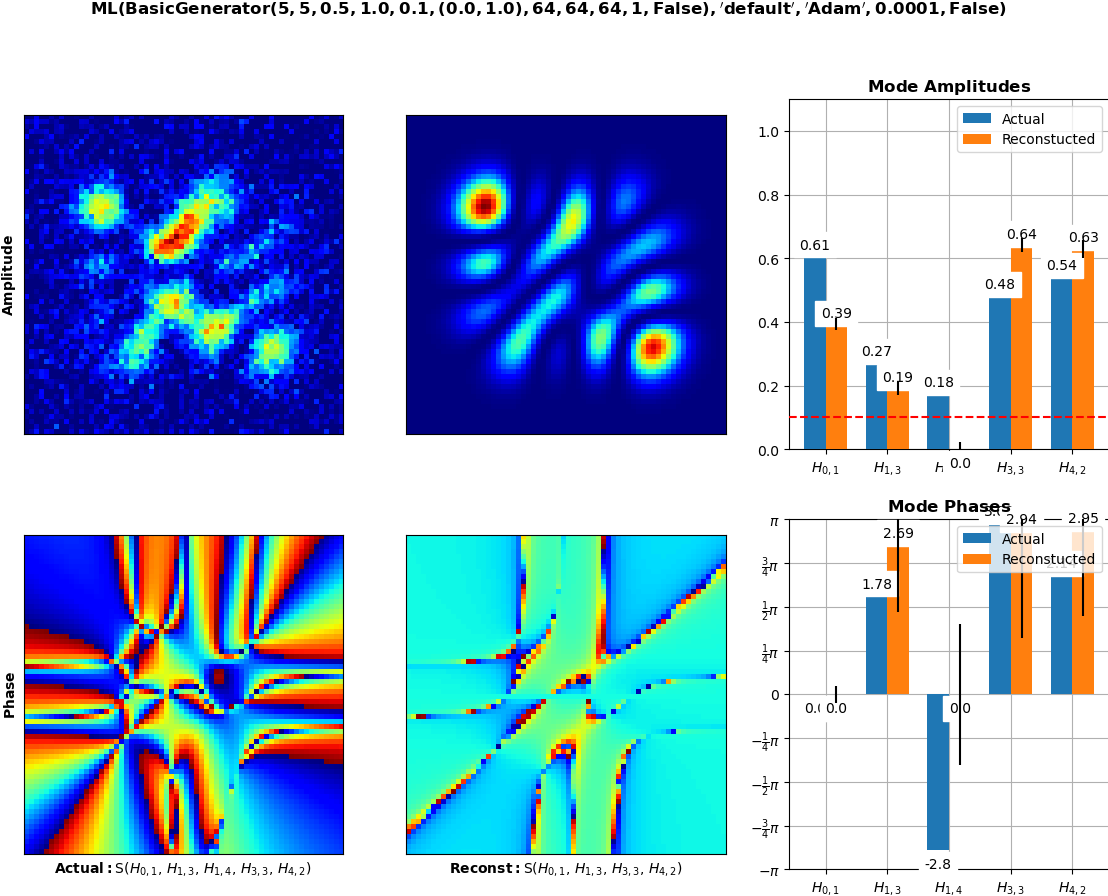 ML(BasicGenerator(5, 5, 0.5, 1.0, 0.1, (0.0, 1.0), 64, 64, 64, 1, False), ′default′, ′Adam′, 0.0001, False)
Amplitude
Mode Amplitudes
Actual
Reconstucted
1.0
0.8
0.6
0.4
0.2
0.0
0.61
0.39
0.27
0.19
0.18
0.0
0.48
0.64
0.54
0.63
H0,1
H1,3
H3,3
H4,2
Phase
Mode Phases
Actual
Reconstucted
π
3/4π
1/2π
1/4π
0
−1/4π
−1/2π
−3/4π
−π
0.0
1.78
2.69
-2.8
0.0
2.94
2.95
H0,1
H1,3
H1,4
H3,3
H4,2
Actual: S(H0,1, H1,3, H1,4, H3,3, H4,2)
Reconst: S(H0,1, H1,3, H3,3, H4,2)